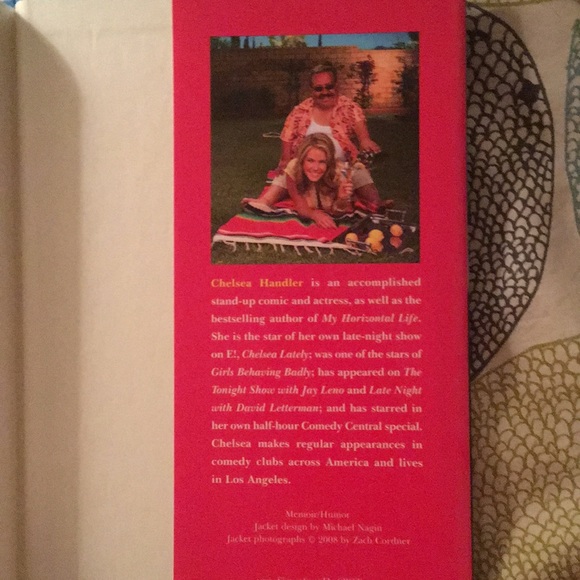 Chelsea Handler is an accomplished
stand-up comic and actress, as well as the
bestselling author of My Horizontal Life.
She is the star of her own late-night show
on E!, Chelsea Lately; was one of the stars of
Girls Behaving Badly; has appeared on The
Tonight Show with Jay Leno and Late Night
with David Letterman; and has starred in
her own half-hour Comedy Central special.
Chelsea makes regular appearances in
comedy clubs across America and lives
in Los Angeles.
Memoir/Humor
Jacket design by Michael Nagin
Jacket photographs © 2008 by Zach Cordner